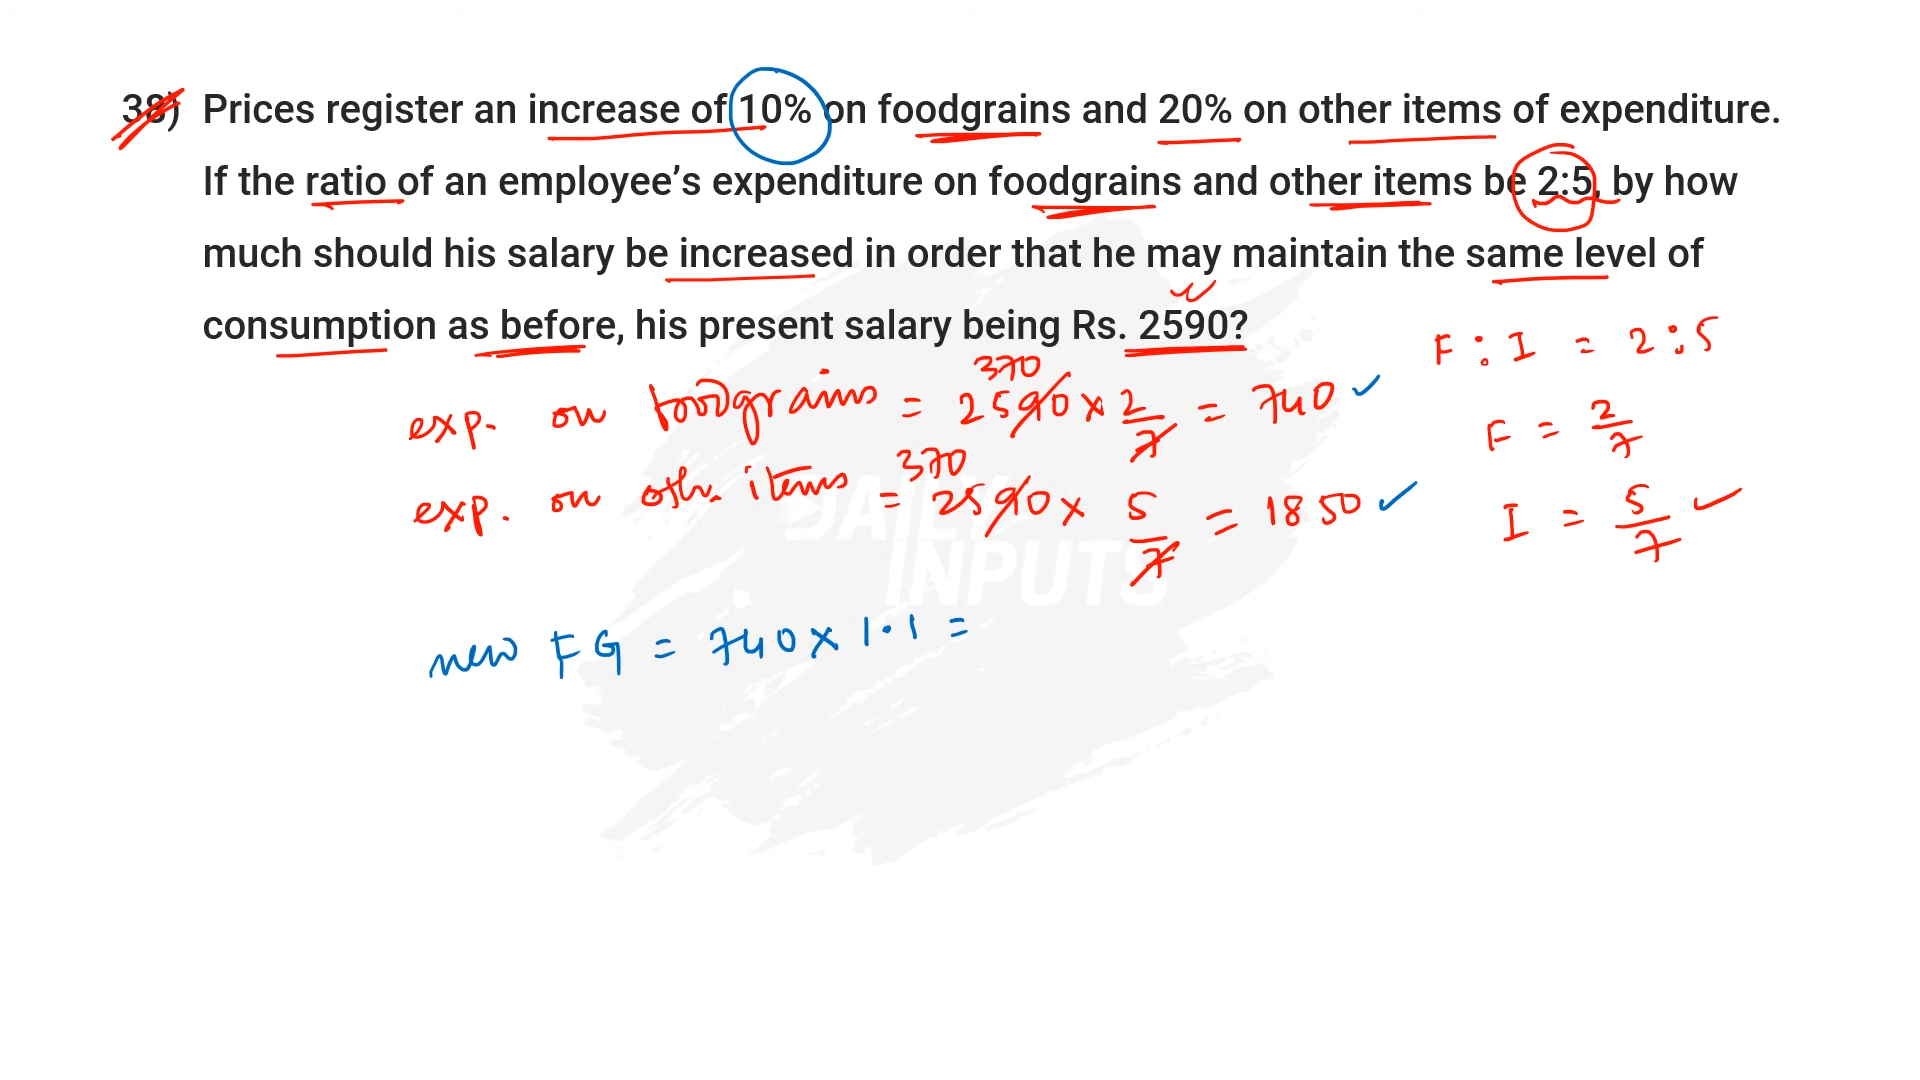 38) Prices register an increase of 10% on foodgrains and 20% on other items of expenditure.
If the ratio of an employee's expenditure on foodgrains and other items be 2:5, by how
much should his salary be increased in order that he may maintain the same level of
consumption as before, his present salary being Rs. 2590?
F : I = 2 : 5
370
exp. on foodgrains = 2590 x 2/7 = 740
F = 2/7
370
exp. on oth. items = 2590 x 5/7 = 1850
I = 5/7
DAILY
INPUTS
new FG = 740 x 1.1 =